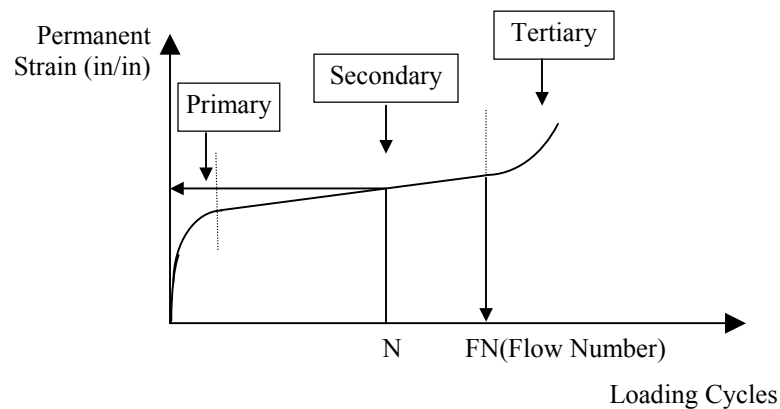 Permanent
Strain (in/in)
Primary
Secondary
Tertiary
N
FN(Flow Number)
Loading Cycles